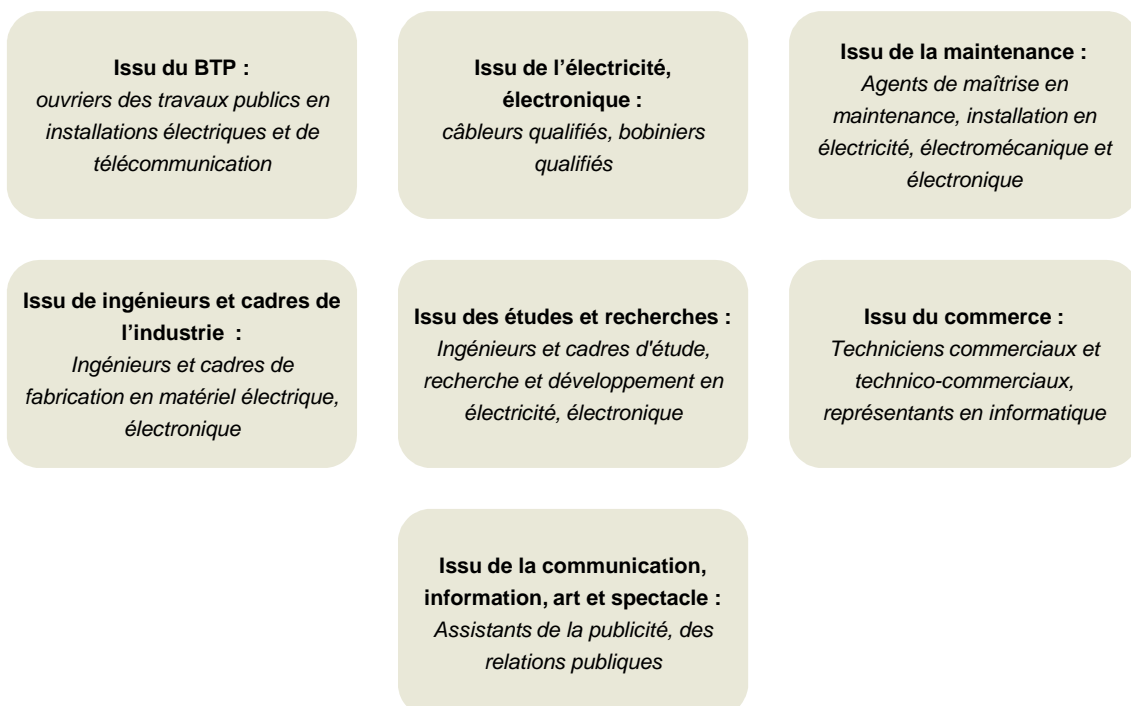 Issu du BTP :
ouvriers des travaux publics en
installations électriques et de
télécommunication
Issu de l'électricité,
électronique :
câbleurs qualifiés, bobiniers
qualifiés
Issu de la maintenance :
Agents de maîtrise en
maintenance, installation en
électricité, électromécanique et
électronique
Issu de ingénieurs et cadres de
l'industrie :
Ingénieurs et cadres de
fabrication en matériel électrique,
électronique
Issu des études et recherches :
Ingénieurs et cadres d'étude,
recherche et développement en
électricité, électronique
Issu du commerce :
Techniciens commerciaux et
technico-commerciaux,
représentants en informatique
Issu de la communication,
information, art et spectacle :
Assistants de la publicité, des
relations publiques